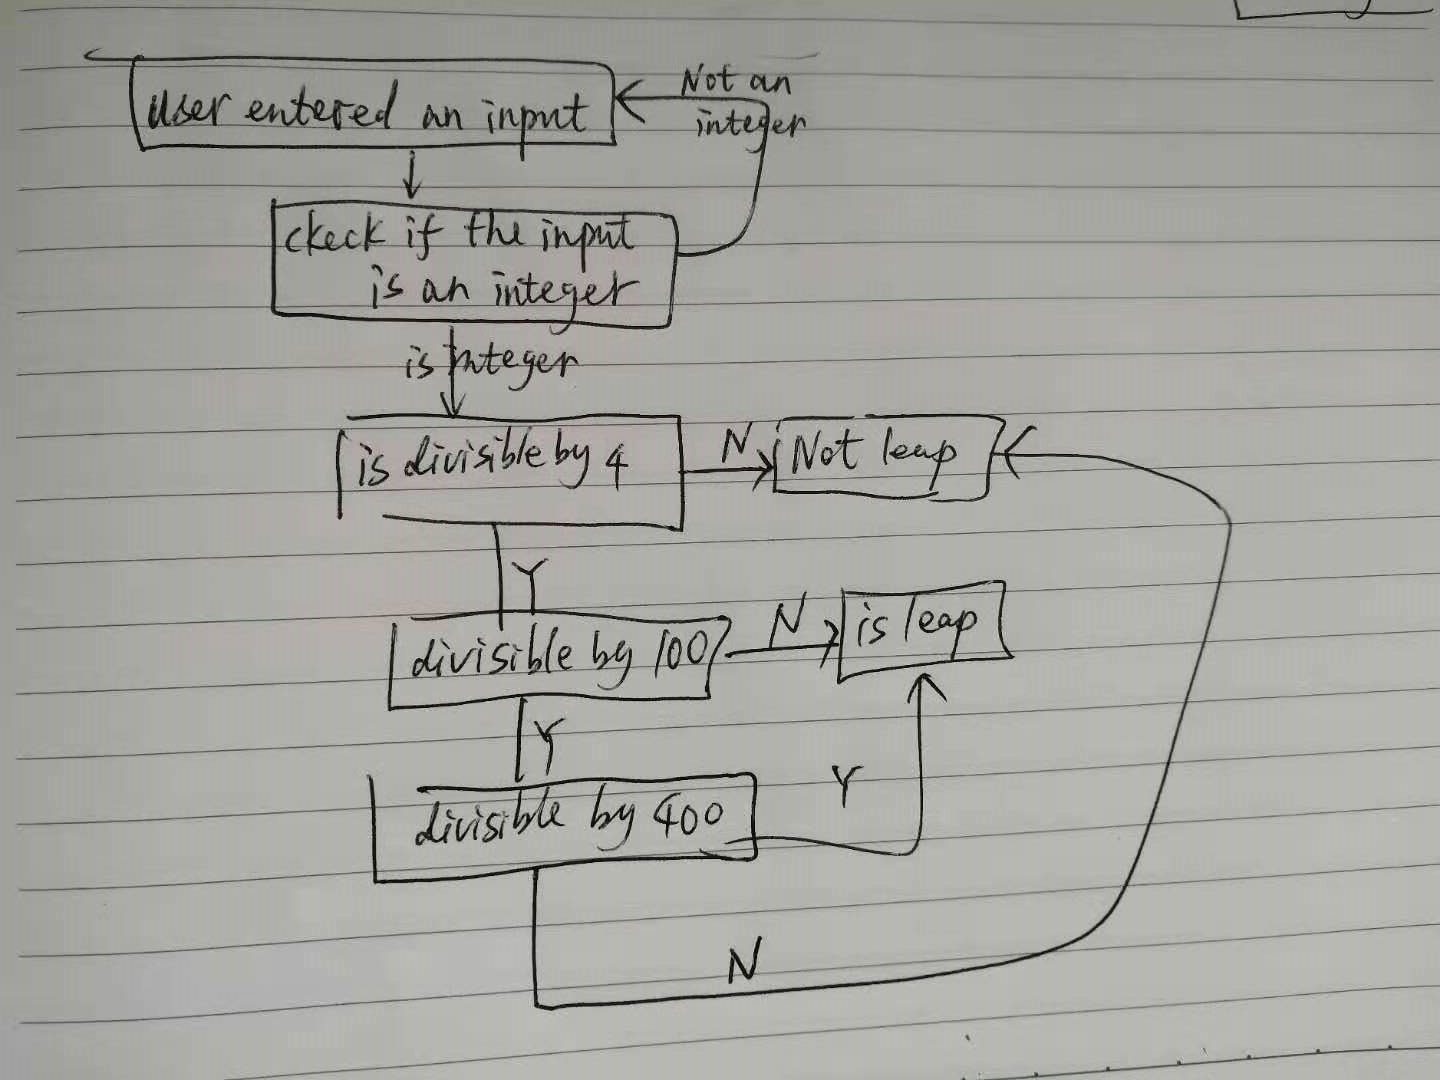 user entered an input
Not an
integer
ckeck if the input
is an integer
is integer
is divisible by 4
N
Not leap
Y
divisible by 100
N
is leap
Y
divisible by 400
Y
N